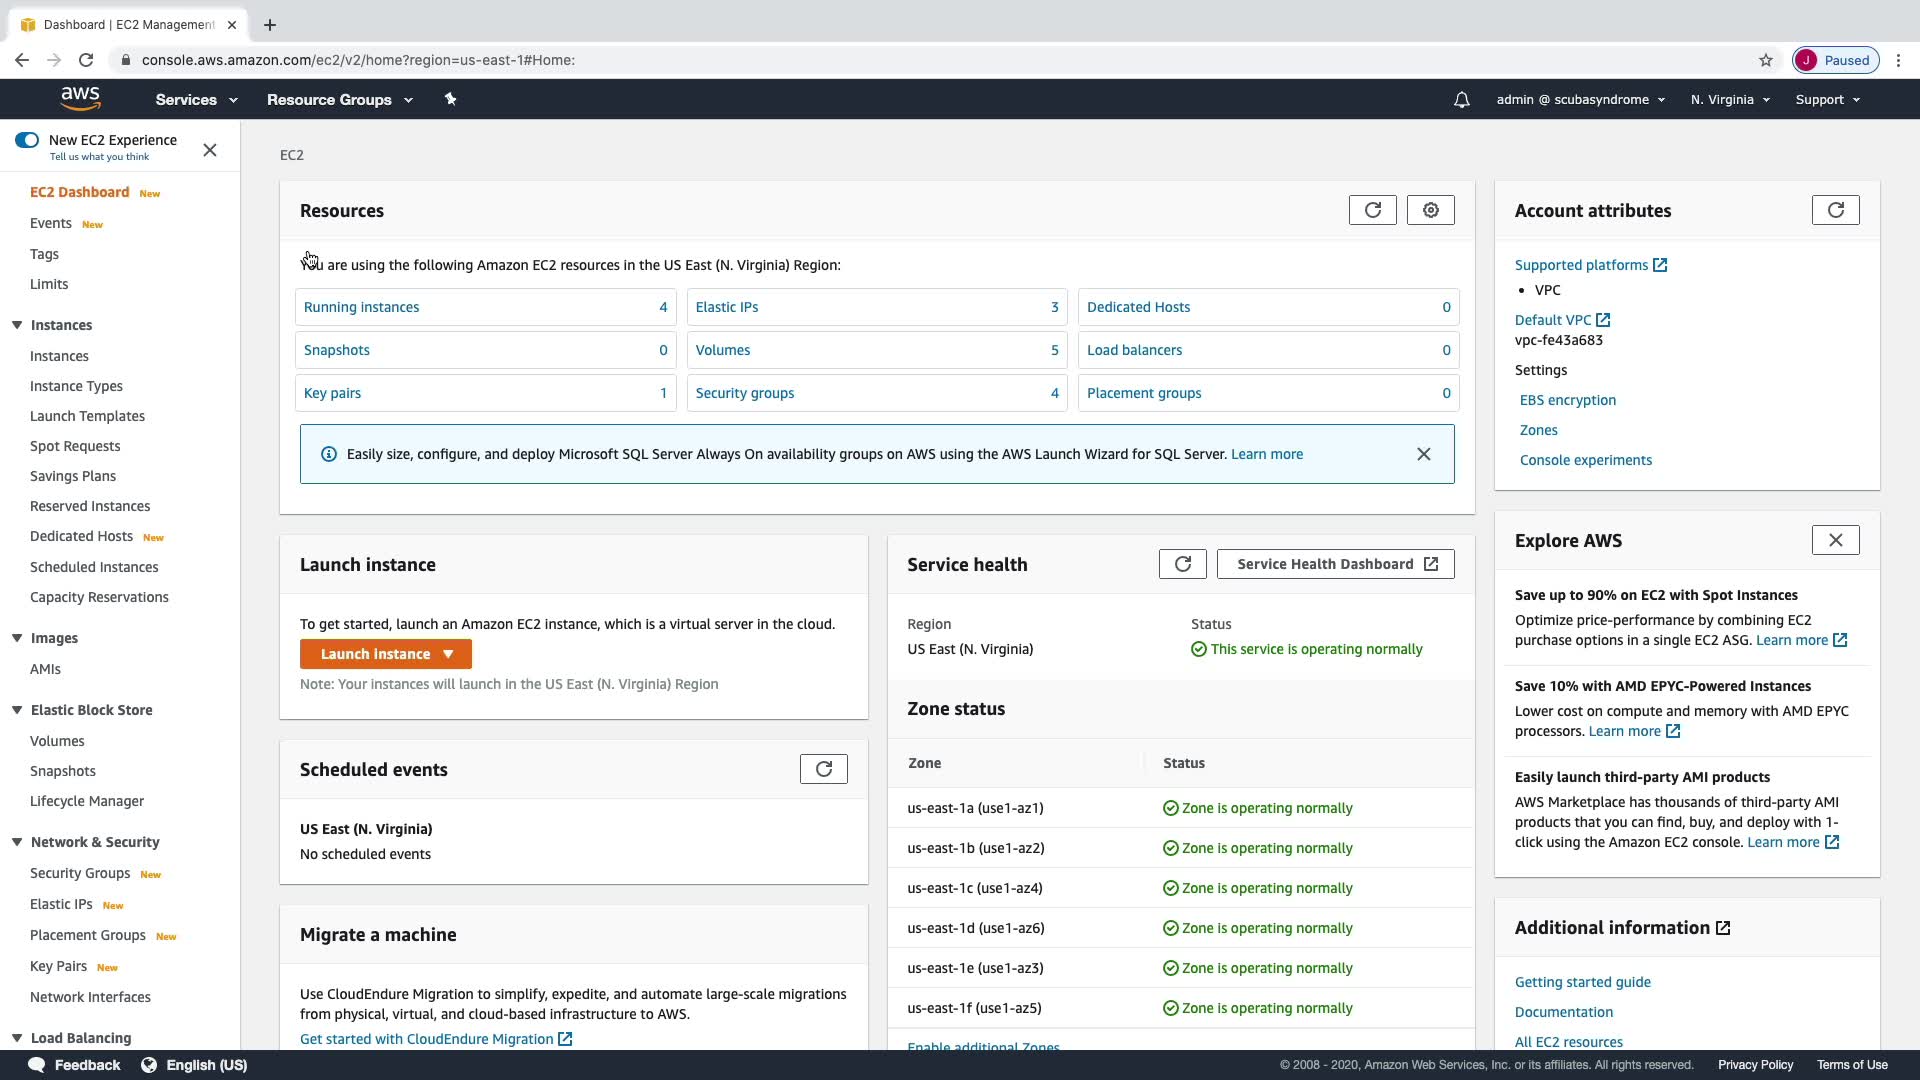 Dashboard | EC2 Management
console.aws.amazon.com/ec2/v2/home?region=us-east-1#Home:
J Paused
aws
Services
Resource Groups
admin @ scubasyndrome
N. Virginia
Support
New EC2 Experience
Tell us what you think
EC2 Dashboard New
Events New
Tags
Limits
Instances
Instances
Instance Types
Launch Templates
Spot Requests
Savings Plans
Reserved Instances
Dedicated Hosts New
Scheduled Instances
Capacity Reservations
Images
AMIs
Elastic Block Store
Volumes
Snapshots
Lifecycle Manager
Network & Security
Security Groups New
Elastic IPs New
Placement Groups New
Key Pairs New
Network Interfaces
Load Balancing
EC2
Resources
You are using the following Amazon EC2 resources in the US East (N. Virginia) Region:
Running instances 4
Elastic IPs 3
Dedicated Hosts 0
Snapshots 0
Volumes 5
Load balancers 0
Key pairs 1
Security groups 4
Placement groups 0
Easily size, configure, and deploy Microsoft SQL Server Always On availability groups on AWS using the AWS Launch Wizard for SQL Server. Learn more
Launch instance
To get started, launch an Amazon EC2 instance, which is a virtual server in the cloud.
Launch instance
Note: Your instances will launch in the US East (N. Virginia) Region
Scheduled events
US East (N. Virginia)
No scheduled events
Migrate a machine
Use CloudEndure Migration to simplify, expedite, and automate large-scale migrations
from physical, virtual, and cloud-based infrastructure to AWS.
Get started with CloudEndure Migration
Service health
Service Health Dashboard
Region
Status
US East (N. Virginia)
This service is operating normally
Zone status
Zone
Status
us-east-1a (use1-az1) Zone is operating normally
us-east-1b (use1-az2) Zone is operating normally
us-east-1c (use1-az4) Zone is operating normally
us-east-1d (use1-az6) Zone is operating normally
us-east-1e (use1-az3) Zone is operating normally
us-east-1f (use1-az5) Zone is operating normally
Enable additional Zones
Account attributes
Supported platforms
• VPC
Default VPC
vpc-fe43a683
Settings
EBS encryption
Zones
Console experiments
Explore AWS
Save up to 90% on EC2 with Spot Instances
Optimize price-performance by combining EC2
purchase options in a single EC2 ASG. Learn more
Save 10% with AMD EPYC-Powered Instances
Lower cost on compute and memory with AMD EPYC
processors. Learn more
Easily launch third-party AMI products
AWS Marketplace has thousands of third-party AMI
products that you can find, buy, and deploy with 1-
click using the Amazon EC2 console. Learn more
Additional information
Getting started guide
Documentation
All EC2 resources
Feedback
English (US)
© 2008 - 2020, Amazon Web Services, Inc. or its affiliates. All rights reserved.
Privacy Policy
Terms of Use